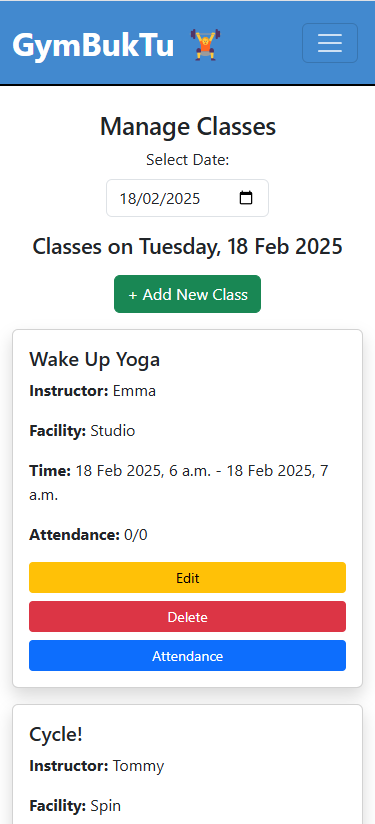 GymBukTu 🏋
Manage Classes
Select Date:
18/02/2025
Classes on Tuesday, 18 Feb 2025
+ Add New Class
Wake Up Yoga
Instructor: Emma
Facility: Studio
Time: 18 Feb 2025, 6 a.m. - 18 Feb 2025, 7
a.m.
Attendance: 0/0
Edit
Delete
Attendance
Cycle!
Instructor: Tommy
Facility: Spin